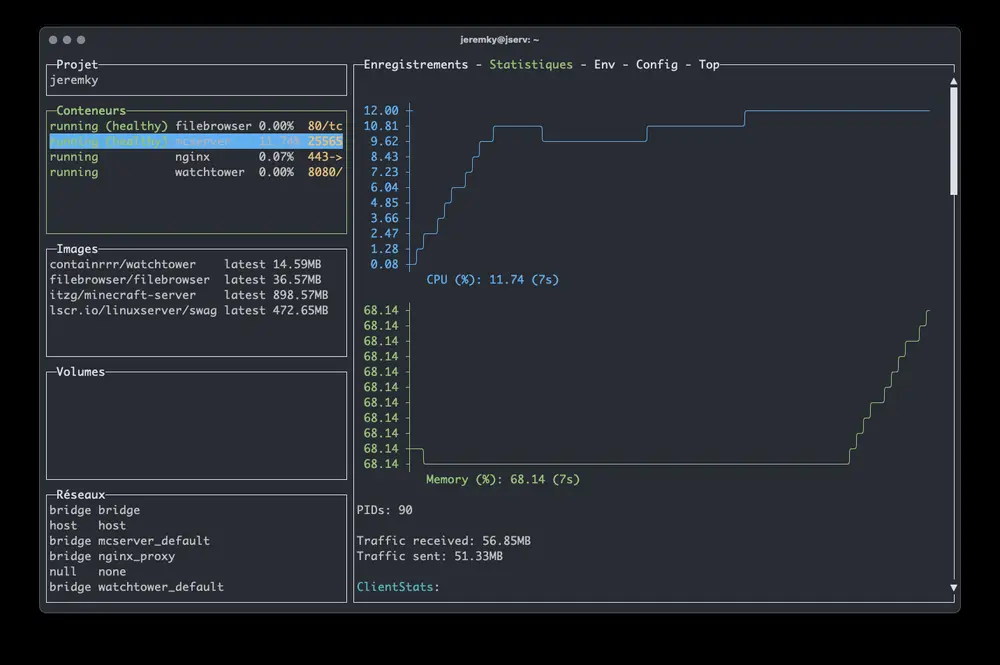 jeremky@jserv: ~
Projet
jeremky
Conteneurs
running (healthy) filebrowser 0.00% 80/tc
running (healthy) mcserver 11.74% 25565
running nginx 0.07% 443->
running watchtower 0.00% 8080/
Images
containrrr/watchtower latest 14.59MB
filebrowser/filebrowser latest 36.57MB
itzg/minecraft-server latest 898.57MB
lscr.io/linuxserver/swag latest 472.65MB
Volumes
Réseaux
bridge bridge
host host
bridge mcserver_default
bridge nginx_proxy
null none
bridge watchtower_default
Enregistrements - Statistiques - Env - Config - Top
12.00
10.81
9.62
8.43
7.23
6.04
4.85
3.66
2.47
1.28
0.08
CPU (%): 11.74 (7s)
68.14
68.14
68.14
68.14
68.14
68.14
68.14
68.14
68.14
68.14
68.14
Memory (%): 68.14 (7s)
PIDs: 90
Traffic received: 56.85MB
Traffic sent: 51.33MB
ClientStats: